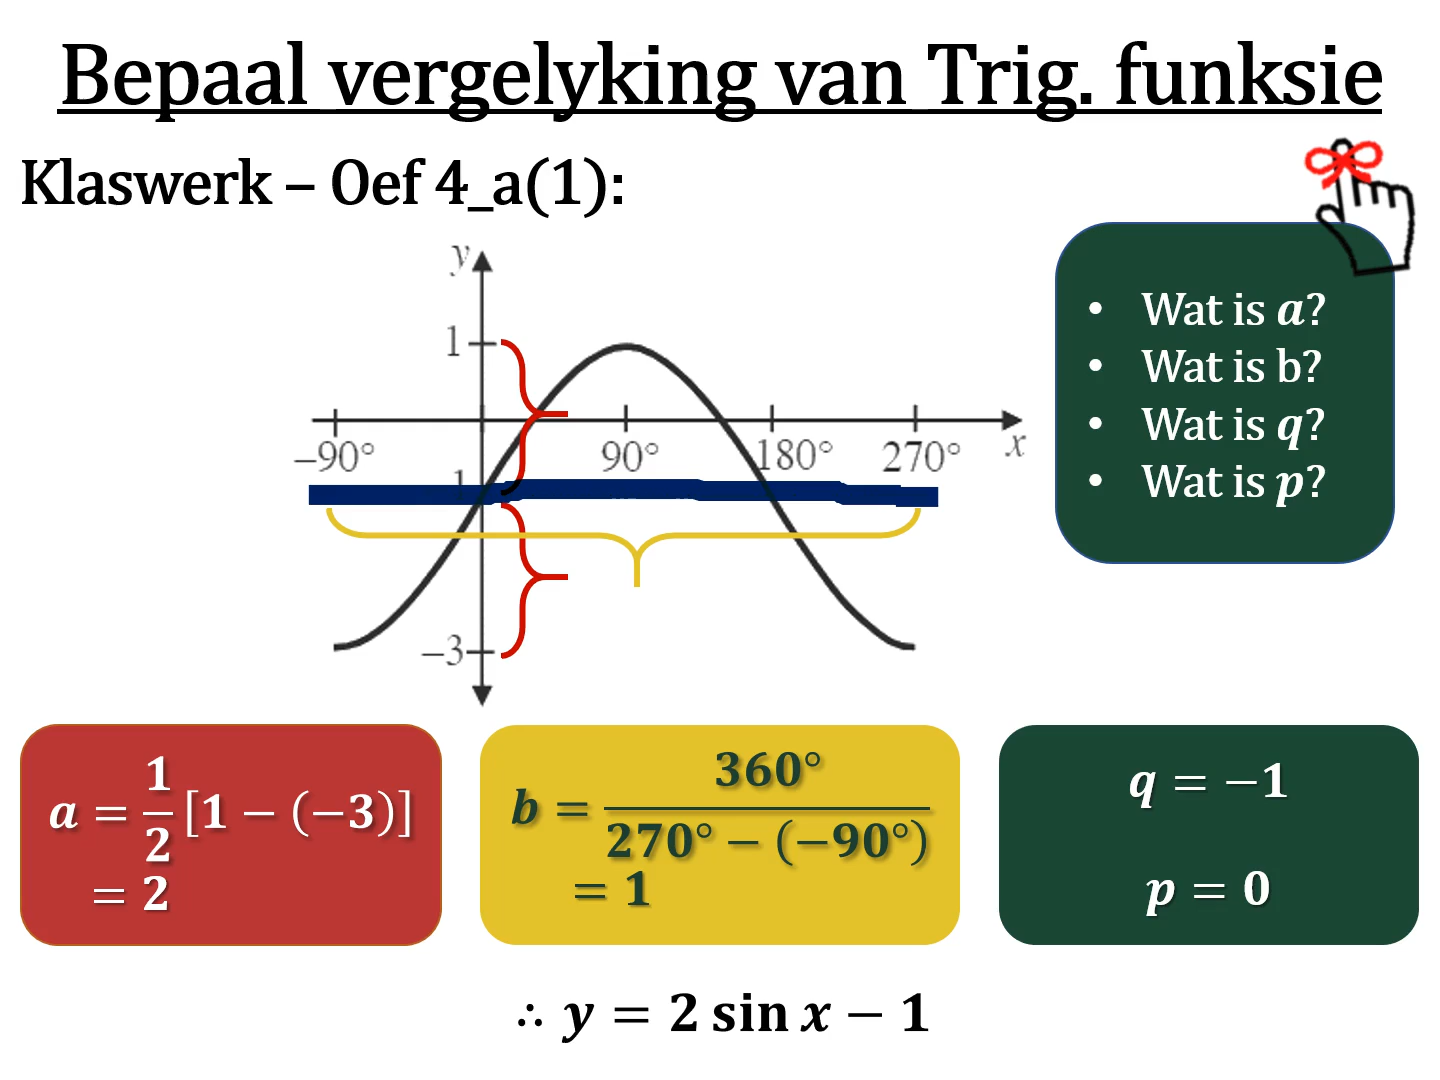 Bepaal vergelyking van Trig. funksie
Klaswerk – Oef 4_a(1):
• Wat is a?
• Wat is b?
• Wat is q?
• Wat is p?
y
1
–90°
90°
180°
270°
x
1
–3
a = 1/2 [1 − (−3)]
= 2
b = 360° / 270° − (−90°)
= 1
q = −1
p = 0
∴ y = 2 sin x − 1